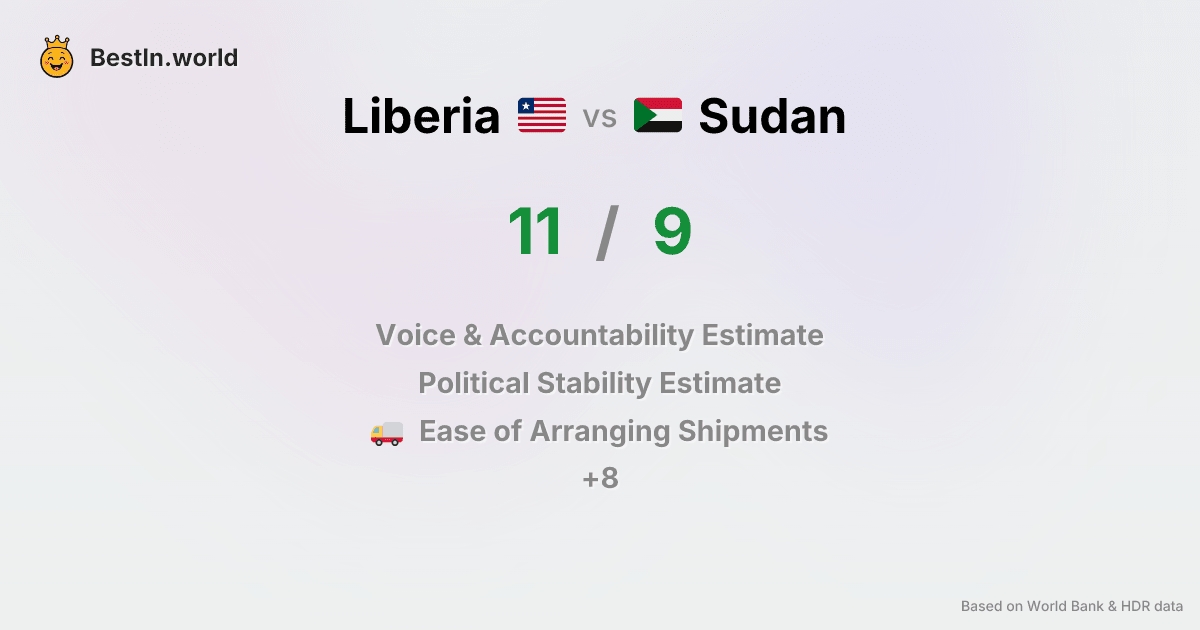 BestIn.world
Liberia vs Sudan
11 / 9
Voice & Accountability Estimate
Political Stability Estimate
Ease of Arranging Shipments
+8
Based on World Bank & HDR data